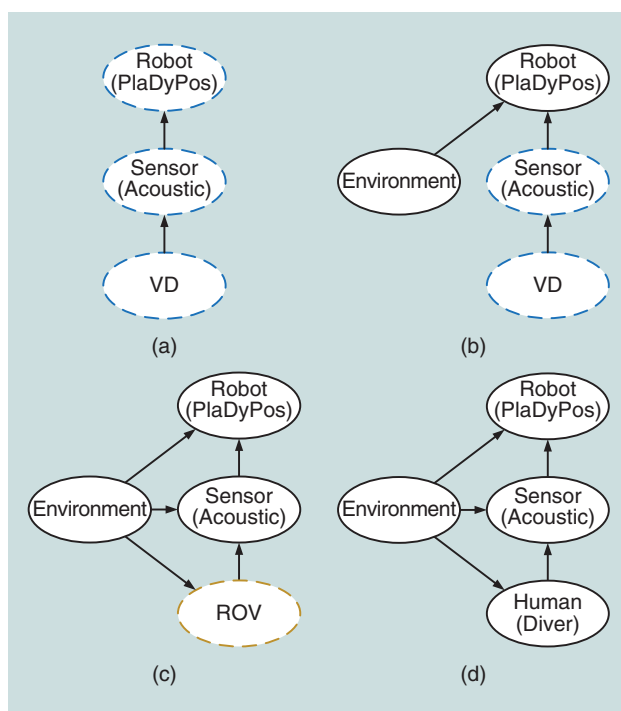 Robot
(PlaDyPos)
Sensor
(Acoustic)
VD
(a)
Robot
(PlaDyPos)
Environment
Sensor
(Acoustic)
VD
(b)
Robot
(PlaDyPos)
Environment
Sensor
(Acoustic)
ROV
(c)
Robot
(PlaDyPos)
Environment
Sensor
(Acoustic)
Human
(Diver)
(d)